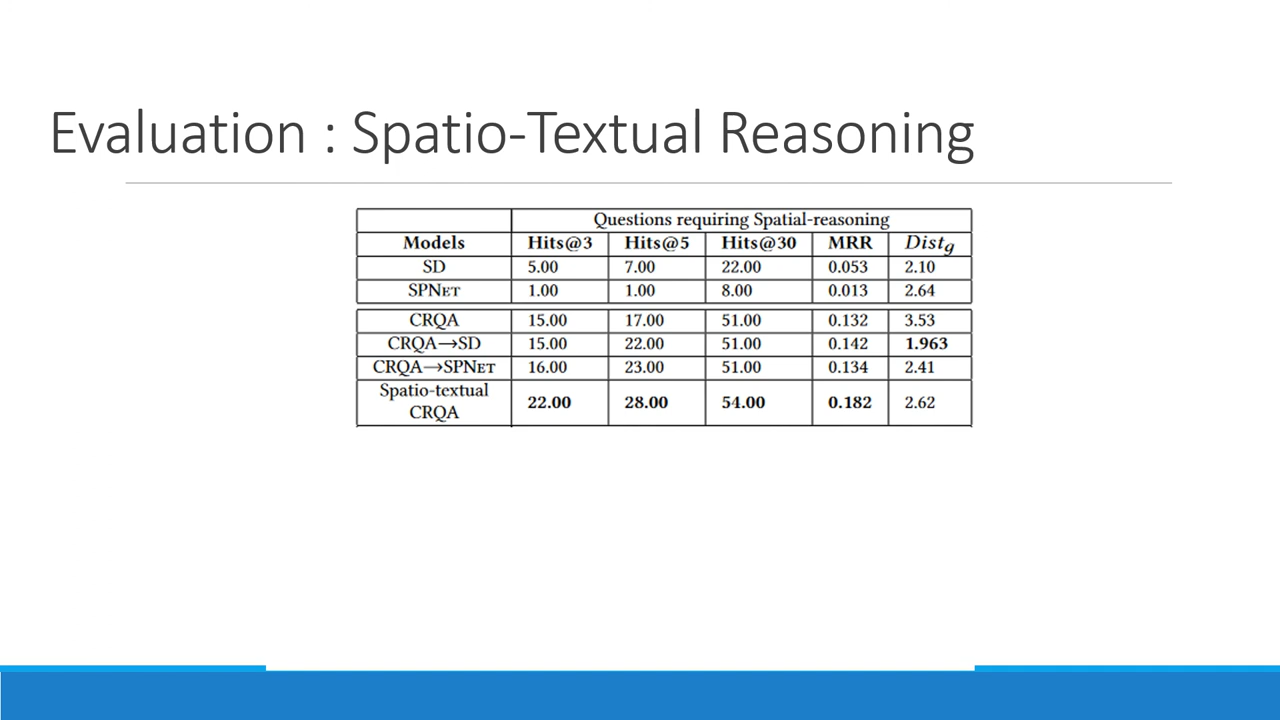 Evaluation : Spatio-Textual Reasoning
Questions requiring Spatial-reasoning
Models Hits@3 Hits@5 Hits@30 MRR Dist_g
SD 5.00 7.00 22.00 0.053 2.10
SPNET 1.00 1.00 8.00 0.013 2.64
CRQA 15.00 17.00 51.00 0.132 3.53
CRQA→SD 15.00 22.00 51.00 0.142 1.963
CRQA→SPNET 16.00 23.00 51.00 0.134 2.41
Spatio-textual
CRQA 22.00 28.00 54.00 0.182 2.62